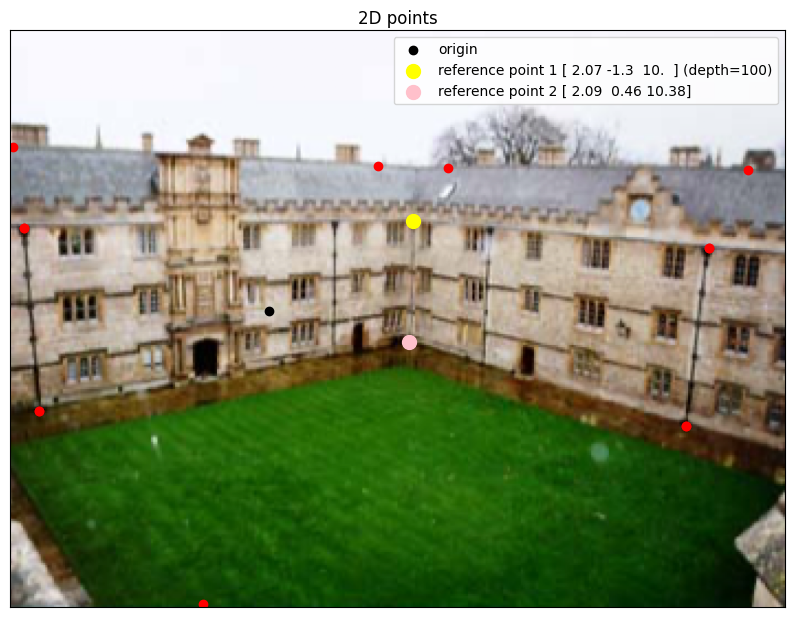 2D points
origin
reference point 1 [ 2.07 -1.3  10.  ] (depth=100)
reference point 2 [ 2.09  0.46 10.38]